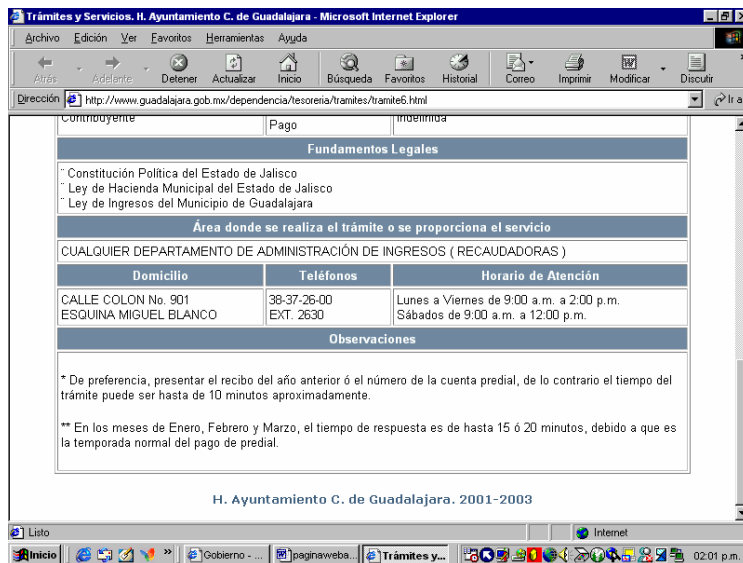 Trámites y Servicios. H. Ayuntamiento C. de Guadalajara - Microsoft Internet Explorer
Archivo Edición Ver Favoritos Herramientas Ayuda
Atrás Adelante Detener Actualizar Inicio Búsqueda Favoritos Historial Correo Imprimir Modificar Discutir
Dirección http://www.guadalajara.gob.mx/dependencia/tesoreria/tramites/tramite6.html Ir a
Contribuyente Pago Indefinida
Fundamentos Legales
¨ Constitución Política del Estado de Jalisco
¨ Ley de Hacienda Municipal del Estado de Jalisco
¨ Ley de Ingresos del Municipio de Guadalajara
Área donde se realiza el trámite o se proporciona el servicio
CUALQUIER DEPARTAMENTO DE ADMINISTRACIÓN DE INGRESOS ( RECAUDADORAS )
Domicilio Teléfonos Horario de Atención
CALLE COLON No. 901 38-37-26-00 Lunes a Viernes de 9:00 a.m. a 2:00 p.m.
ESQUINA MIGUEL BLANCO EXT. 2630 Sábados de 9:00 a.m. a 12:00 p.m.
Observaciones
* De preferencia, presentar el recibo del año anterior ó el número de la cuenta predial, de lo contrario el tiempo del
trámite puede ser hasta de 10 minutos aproximadamente.
** En los meses de Enero, Febrero y Marzo, el tiempo de respuesta es de hasta 15 ó 20 minutos, debido a que es
la temporada normal del pago de predial.
H. Ayuntamiento C. de Guadalajara. 2001-2003
Listo Internet
Inicio » Gobierno - ... paginaweba... Trámites y... 02:01 p.m.